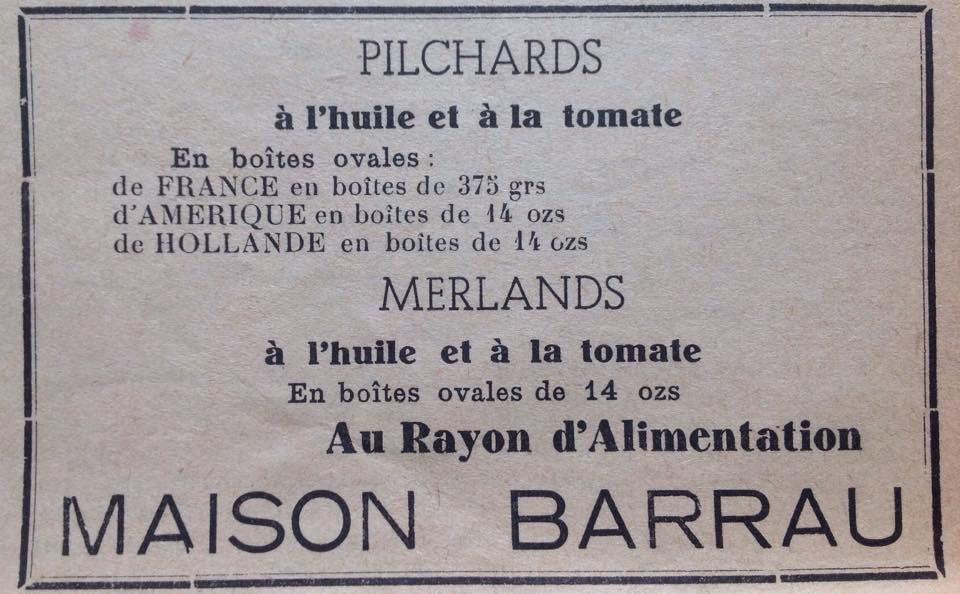 PILCHARDS
à l'huile et à la tomate
En boîtes ovales :
de FRANCE en boîtes de 375 grs
d'AMERIQUE en boîtes de 14 ozs
de HOLLANDE en boîtes de 14 ozs
MERLANDS
à l'huile et à la tomate
En boîtes ovales de 14 ozs
Au Rayon d'Alimentation
MAISON BARRAU